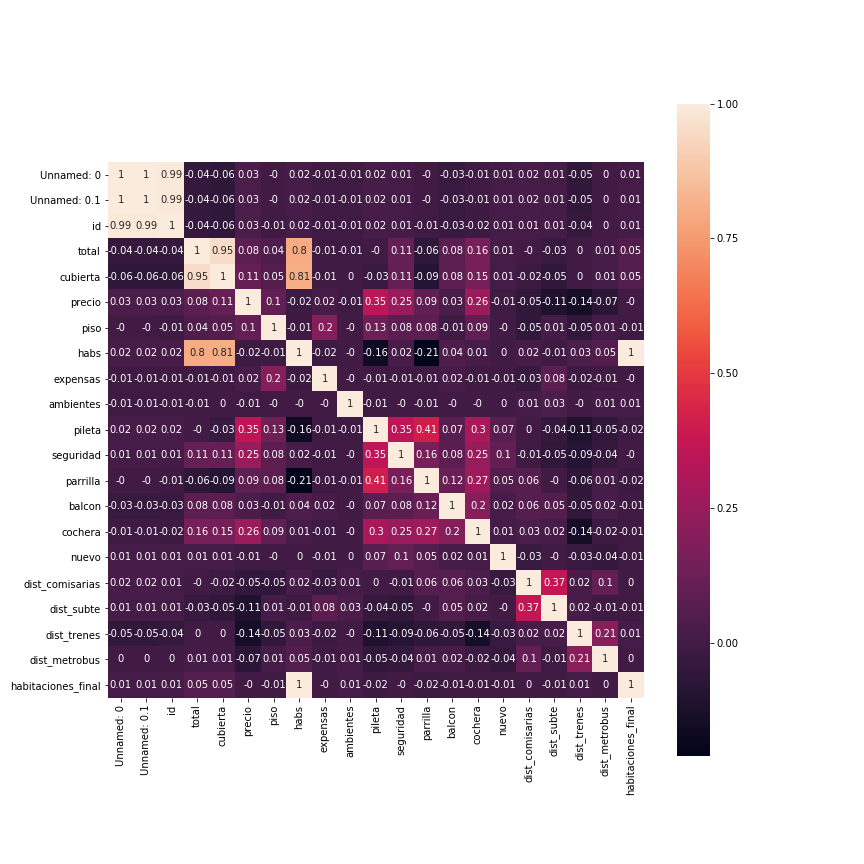 Unnamed: 0 1 1 0.99 -0.04 -0.06 0.03 -0 0.02 -0.01 -0.01 0.02 0.01 -0 -0.03 -0.01 0.01 0.02 0.01 -0.05 0 0.01
Unnamed: 0.1 1 1 0.99 -0.04 -0.06 0.03 -0 0.02 -0.01 -0.01 0.02 0.01 -0 -0.03 -0.01 0.01 0.02 0.01 -0.05 0 0.01
id 0.99 0.99 1 -0.04 -0.06 0.03 -0.01 0.02 -0.01 -0.01 0.02 0.01 -0.01 -0.03 -0.02 0.01 0.01 0.01 -0.04 0 0.01
total -0.04 -0.04 -0.04 1 0.95 0.08 0.04 0.8 -0.01 -0.01 -0 0.11 -0.06 0.08 0.16 0.01 -0 -0.03 0 0.01 0.05
cubierta -0.06 -0.06 -0.06 0.95 1 0.11 0.05 0.81 -0.01 0 -0.03 0.11 -0.09 0.08 0.15 0.01 -0.02 -0.05 0 0.01 0.05
precio 0.03 0.03 0.03 0.08 0.11 1 0.1 -0.02 0.02 -0.01 0.35 0.25 0.09 0.03 0.26 -0.01 -0.05 -0.11 -0.14 -0.07 -0
piso -0 -0 -0.01 0.04 0.05 0.1 1 -0.01 0.2 -0 0.13 0.08 0.08 -0.01 0.09 -0 -0.05 0.01 -0.05 0.01 -0.01
habs 0.02 0.02 0.02 0.8 0.81 -0.02 -0.01 1 -0.02 -0 -0.16 0.02 -0.21 0.04 0.01 0 0.02 -0.01 0.03 0.05 1
expensas -0.01 -0.01 -0.01 -0.01 -0.01 0.02 0.2 -0.02 1 -0 -0.01 -0.01 -0.01 0.02 -0.01 -0.01 -0.03 0.08 -0.02 -0.01 -0
ambientes -0.01 -0.01 -0.01 -0.01 0 -0.01 -0 -0 -0 1 -0.01 -0 -0.01 -0 -0 0 0.01 0.03 -0 0.01 0.01
pileta 0.02 0.02 0.02 -0 -0.03 0.35 0.13 -0.16 -0.01 -0.01 1 0.35 0.41 0.07 0.3 0.07 0 -0.04 -0.11 -0.05 -0.02
seguridad 0.01 0.01 0.01 0.11 0.11 0.25 0.08 0.02 -0.01 -0 0.35 1 0.16 0.08 0.25 0.1 -0.01 -0.05 -0.09 -0.04 -0
parrilla -0 -0 -0.01 -0.06 -0.09 0.09 0.08 -0.21 -0.01 -0.01 0.41 0.16 1 0.12 0.27 0.05 0.06 -0 -0.06 0.01 -0.02
balcon -0.03 -0.03 -0.03 0.08 0.08 0.03 -0.01 0.04 0.02 -0 0.07 0.08 0.12 1 0.2 0.02 0.06 0.05 -0.05 0.02 -0.01
cochera -0.01 -0.01 -0.02 0.16 0.15 0.26 0.09 0.01 -0.01 -0 0.3 0.25 0.27 0.2 1 0.01 0.03 0.02 -0.14 -0.02 -0.01
nuevo 0.01 0.01 0.01 0.01 0.01 -0.01 -0 0 -0.01 0 0.07 0.1 0.05 0.02 0.01 1 -0.03 -0 -0.03 -0.04 -0.01
dist_comisarias 0.02 0.02 0.01 -0 -0.02 -0.05 -0.05 0.02 -0.03 0.01 0 -0.01 0.06 0.06 0.03 -0.03 1 0.37 0.02 0.1 0
dist_subte 0.01 0.01 0.01 -0.03 -0.05 -0.11 0.01 -0.01 0.08 0.03 -0.04 -0.05 -0 0.05 0.02 -0 0.37 1 0.02 -0.01 -0.01
dist_trenes -0.05 -0.05 -0.04 0 0 -0.14 -0.05 0.03 -0.02 -0 -0.11 -0.09 -0.06 -0.05 -0.14 -0.03 0.02 0.02 1 0.21 0.01
dist_metrobus 0 0 0 0.01 0.01 -0.07 0.01 0.05 -0.01 0.01 -0.05 -0.04 0.01 0.02 -0.02 -0.04 0.1 -0.01 0.21 1 0
habitaciones_final 0.01 0.01 0.01 0.05 0.05 -0 -0.01 1 -0 0.01 -0.02 -0 -0.02 -0.01 -0.01 -0.01 0 -0.01 0.01 0 1
Unnamed: 0
Unnamed: 0.1
id
total
cubierta
precio
piso
habs
expensas
ambientes
pileta
seguridad
parrilla
balcon
cochera
nuevo
dist_comisarias
dist_subte
dist_trenes
dist_metrobus
habitaciones_final
1.00
0.75
0.50
0.25
0.00